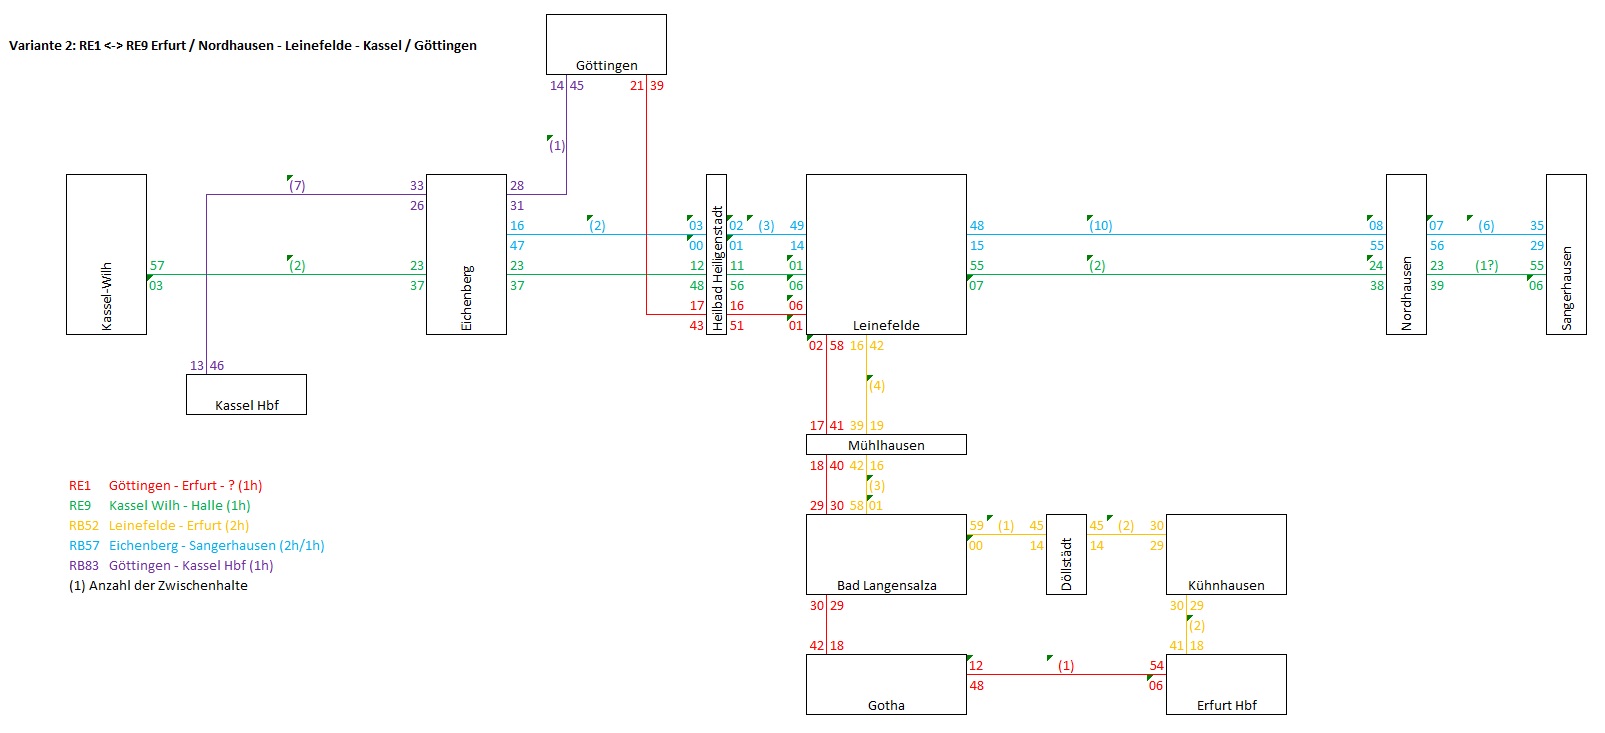 Göttingen
Variante 2: RE1 <-> RE9 Erfurt / Nordhausen - Leinefelde - Kassel / Göttingen
14 45 21 39
(1)
(7) 33 28
26 31
16 (2) 03 02 (3) 49 48 (10) 08 07 (6) 35
47 00 01 14 15 55 56 29
57 (2) 23 23 12 11 01 55 (2) 24 23 (1?) 55
03 37 37 48 56 06 07 38 39 06
17 16 06
43 51 01
Kassel-Wilh
Eichenberg
Heilbad Heiligenstadt
Leinefelde
Nordhausen
Sangerhausen
02 58 16 42
13 46
(4)
Kassel Hbf
17 41 39 19
Mühlhausen
18 40 42 16
(3)
RE1 Göttingen - Erfurt - ? (1h)
RE9 Kassel Wilh - Halle (1h)
RB52 Leinefelde - Erfurt (2h)
RB57 Eichenberg - Sangerhausen (2h/1h)
RB83 Göttingen - Kassel Hbf (1h)
(1) Anzahl der Zwischenhalte
29 30 58 01
59 (1) 45 45 (2) 30
00 14 14 29
Bad Langensalza
Döllstädt
Kühnhausen
30 29 30 29
(2)
42 18 41 18
12 (1) 54
48 06
Gotha
Erfurt Hbf